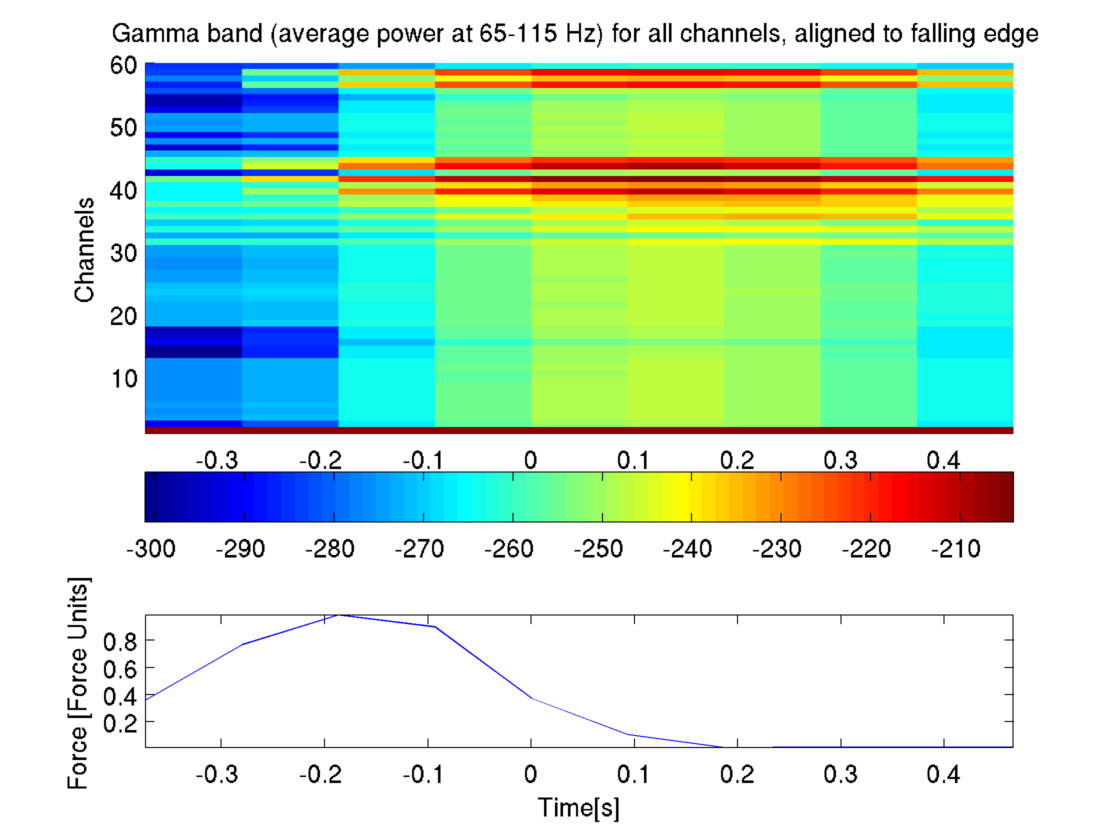 Gamma band (average power at 65-115 Hz) for all channels, aligned to falling edge
60
50
40
30
20
10
Channels
-0.3 -0.2 -0.1 0 0.1 0.2 0.3 0.4
-300 -290 -280 -270 -260 -250 -240 -230 -220 -210
Force [Force Units]
0.8
0.6
0.4
0.2
-0.3 -0.2 -0.1 0 0.1 0.2 0.3 0.4
Time[s]